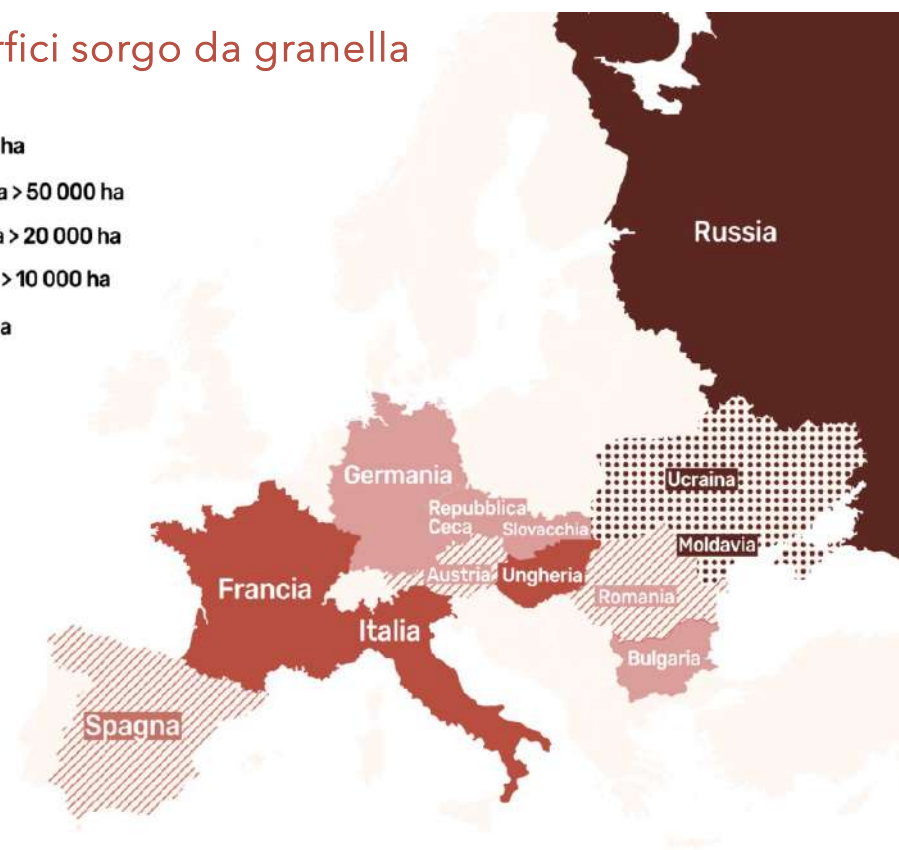 rfici sorgo da granella
ha
a > 50 000 ha
a > 20 000 ha
> 10 000 ha
a
Russia
Germania
Ucraina
Repubblica
Ceca
Slovacchia
Moldavia
Francia
Austria
Ungheria
Romania
Italia
Bulgaria
Spagna